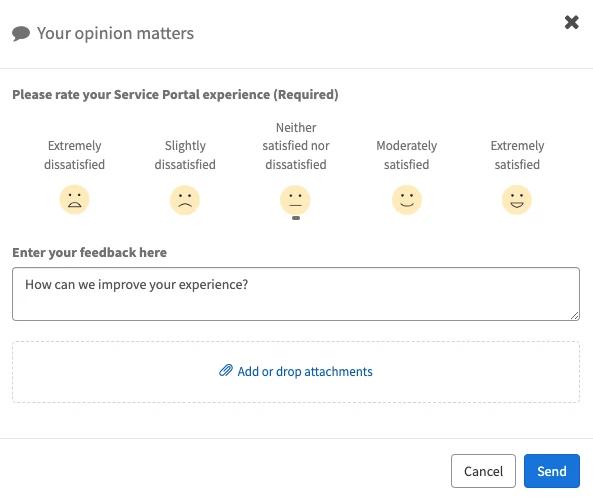 Your opinion matters
Please rate your Service Portal experience (Required)
Extremely
dissatisfied
Slightly
dissatisfied
Neither
satisfied nor
dissatisfied
Moderately
satisfied
Extremely
satisfied
Enter your feedback here
How can we improve your experience?
Add or drop attachments
Cancel
Send